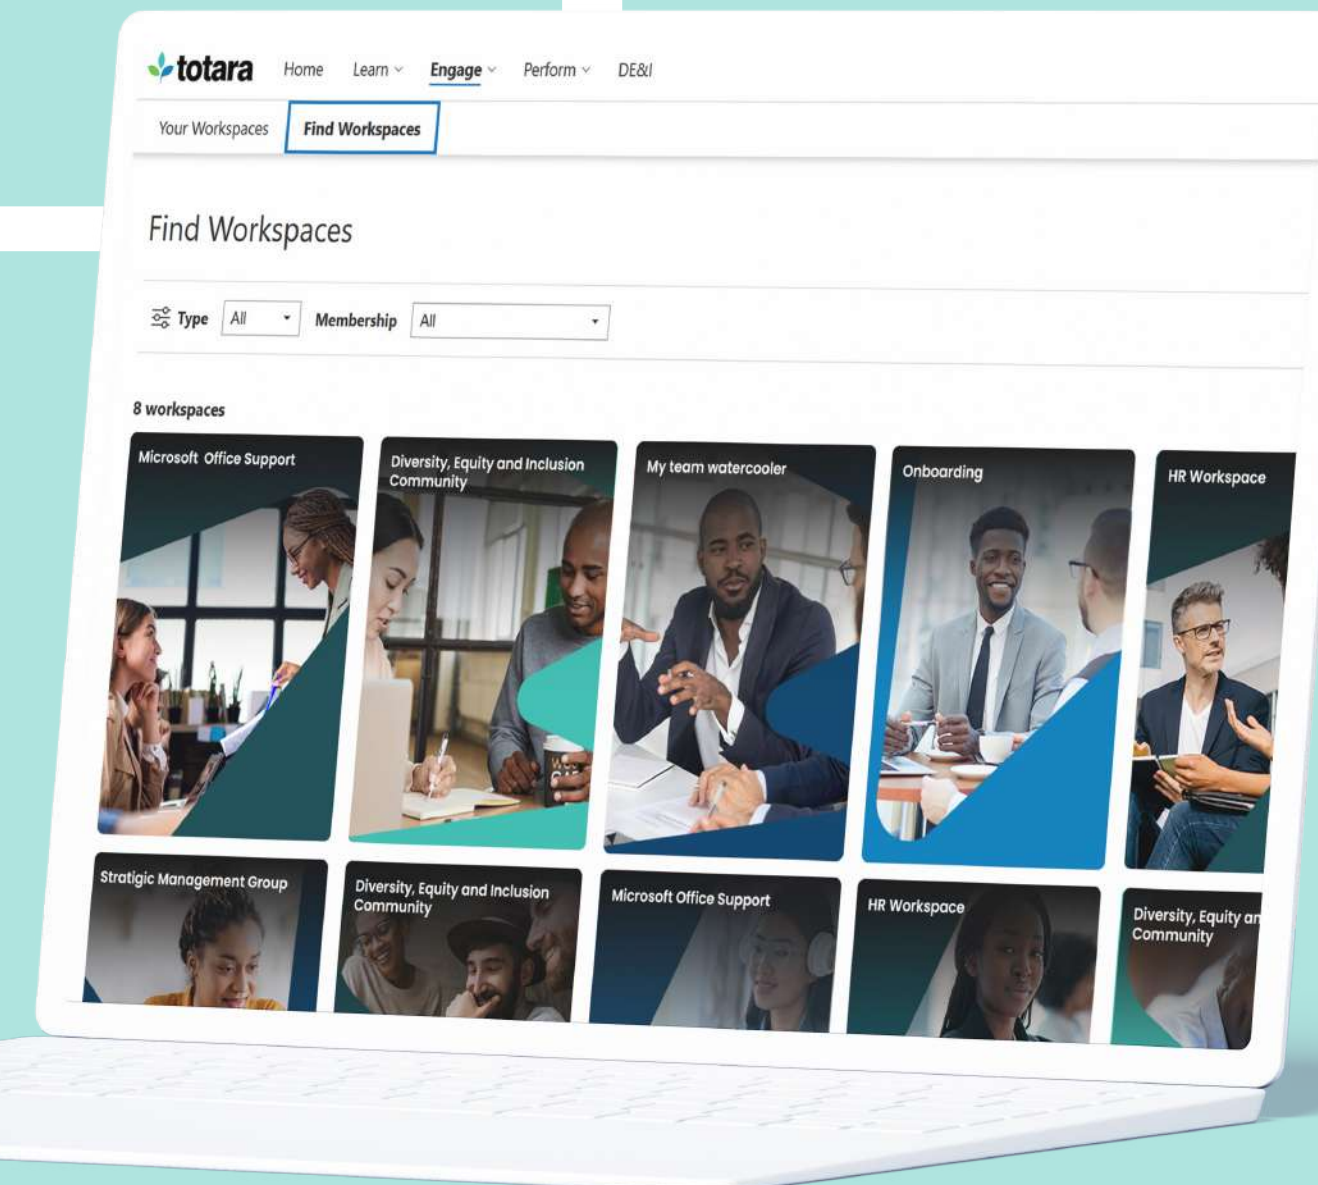 totara Home Learn Engage Perform DE&I
Your Workspaces Find Workspaces
Find Workspaces
Type All Membership All
8 workspaces
Microsoft Office Support
Diversity, Equity and Inclusion
Community
My team watercooler
Onboarding
HR Workspace
Stratigic Management Group
Diversity, Equity and Inclusion
Community
Microsoft Office Support
HR Workspace
Diversity, Equity an
Community